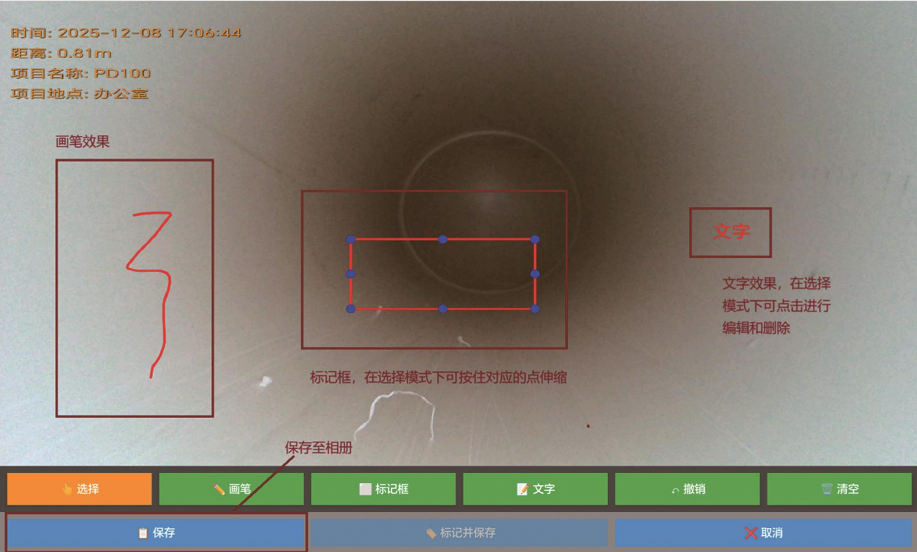 时间: 2025-12-08 17:06:44
距离: 0.81m
项目名称: PD100
项目地点: 办公室
画笔效果
文字
文字效果，在选择
模式下可点击进行
编辑和删除
标记框，在选择模式下可按住对应的点伸缩
保存至相册
选择
画笔
标记框
文字
撤销
清空
保存
标记并保存
取消